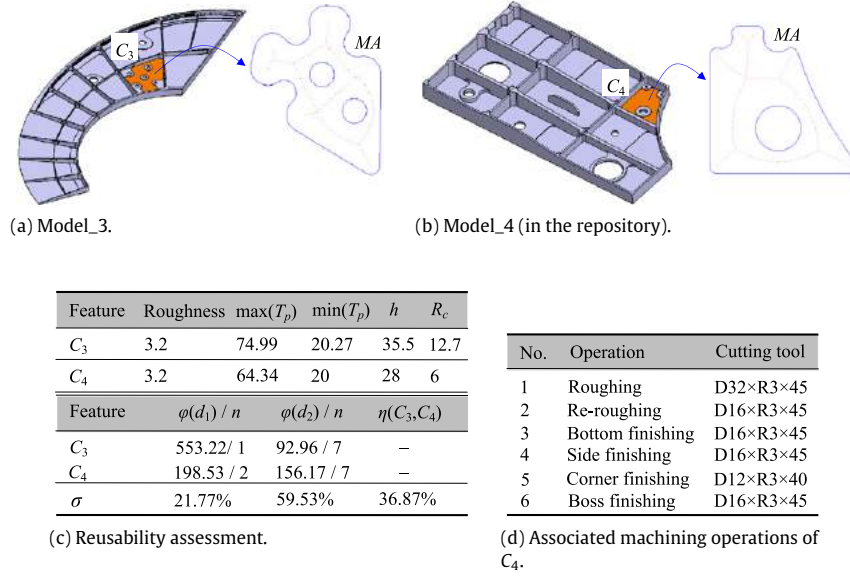 C3
MA
C4
MA
(a) Model_3.
(b) Model_4 (in the repository).
Feature Roughness max(Tp) min(Tp) h Rc
C3 3.2 74.99 20.27 35.5 12.7
C4 3.2 64.34 20 28 6
Feature φ(d1) / n φ(d2) / n η(C3,C4)
C3 553.22/ 1 92.96 / 7 –
C4 198.53 / 2 156.17 / 7 –
σ 21.77% 59.53% 36.87%
(c) Reusability assessment.
No. Operation Cutting tool
1 Roughing D32×R3×45
2 Re-roughing D16×R3×45
3 Bottom finishing D16×R3×45
4 Side finishing D16×R3×45
5 Corner finishing D12×R3×40
6 Boss finishing D16×R3×45
(d) Associated machining operations of
C4.